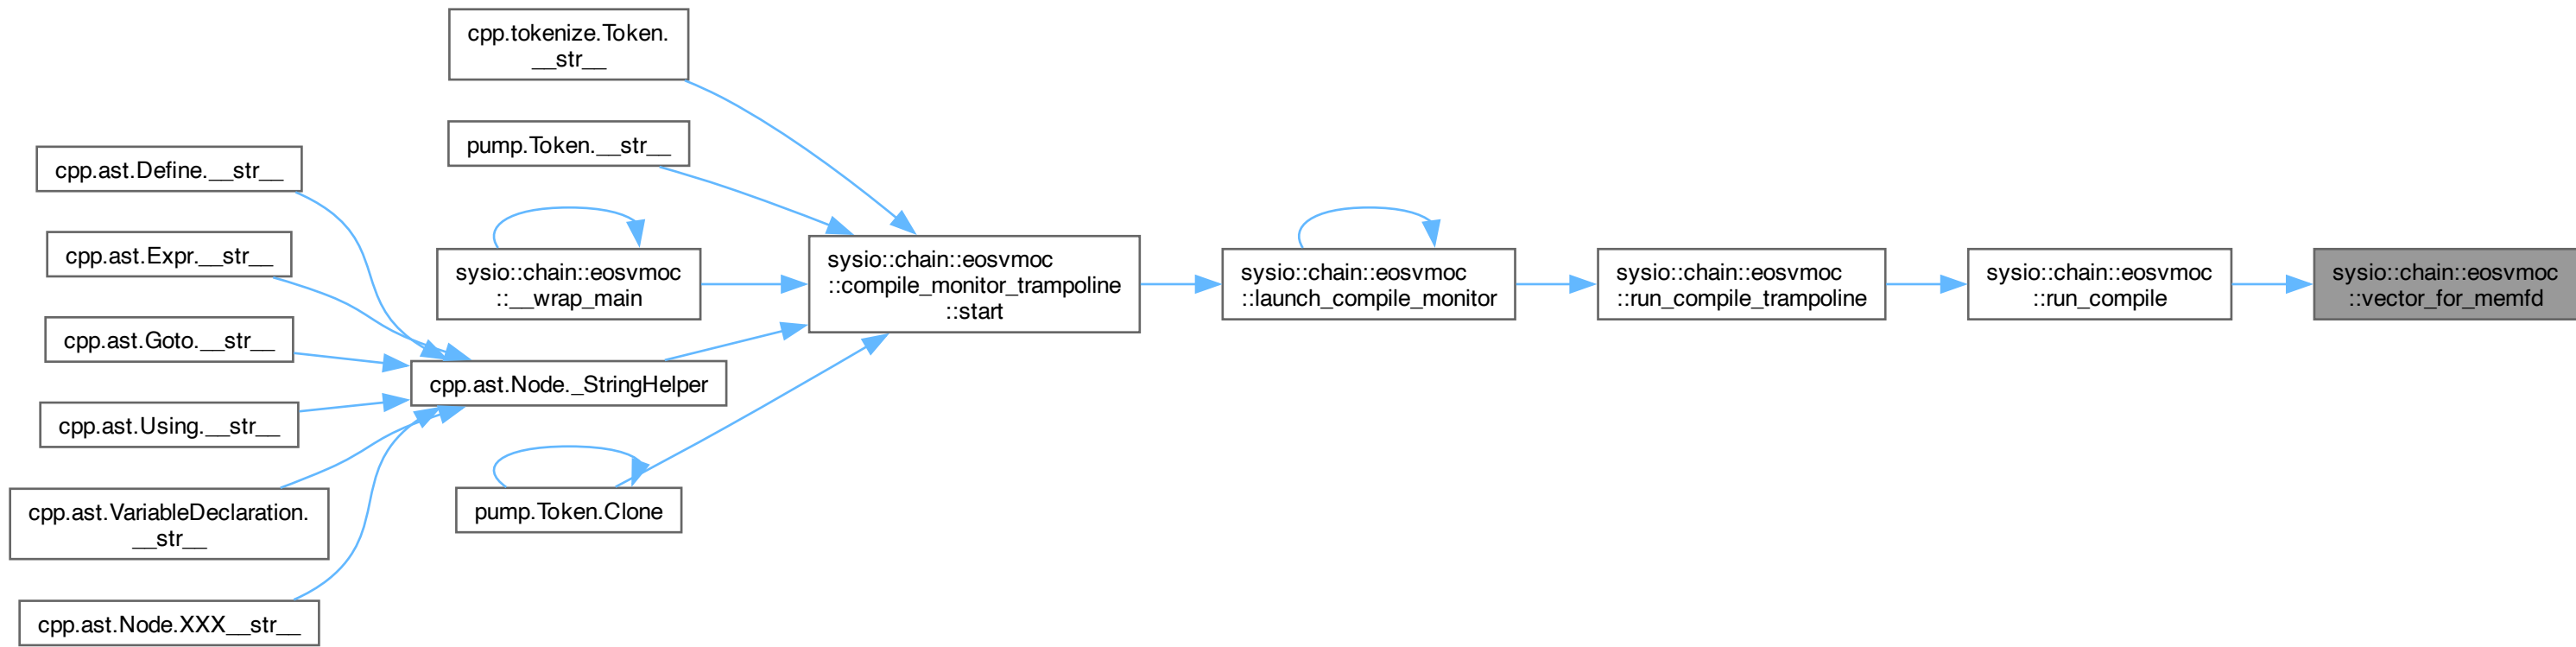 cpp.tokenize.Token.
__str__
pump.Token.__str__
cpp.ast.Define.__str__
cpp.ast.Expr.__str__
sysio::chain::eosvmoc
::__wrap_main
sysio::chain::eosvmoc
::compile_monitor_trampoline
::start
sysio::chain::eosvmoc
::launch_compile_monitor
sysio::chain::eosvmoc
::run_compile_trampoline
sysio::chain::eosvmoc
::run_compile
sysio::chain::eosvmoc
::vector_for_memfd
cpp.ast.Goto.__str__
cpp.ast.Node._StringHelper
cpp.ast.Using.__str__
cpp.ast.VariableDeclaration.
__str__
pump.Token.Clone
cpp.ast.Node.XXX__str__